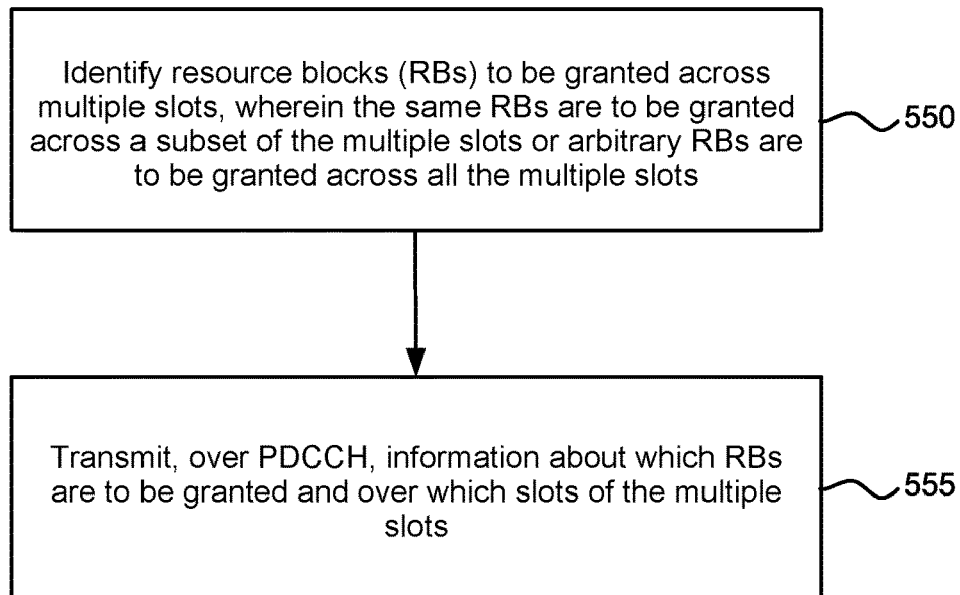 Identify resource blocks (RBs) to be granted across
multiple slots, wherein the same RBs are to be granted
across a subset of the multiple slots or arbitrary RBs are
to be granted across all the multiple slots
550
Transmit, over PDCCH, information about which RBs
are to be granted and over which slots of the multiple
slots
555